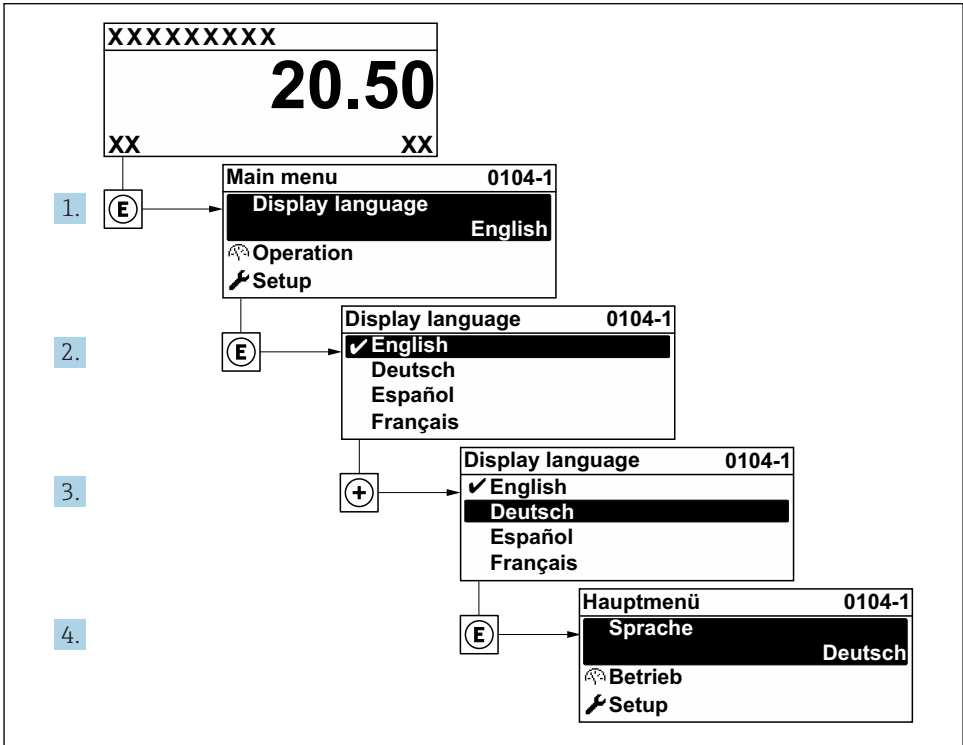 XXXXXXXXX
20.50
XX XX
1. E
Main menu 0104-1
Display language
English
Operation
Setup
2. E
Display language 0104-1
✔English
Deutsch
Español
Français
3. +
Display language 0104-1
✔English
Deutsch
Español
Français
4. E
Hauptmenü 0104-1
Sprache
Deutsch
Betrieb
Setup